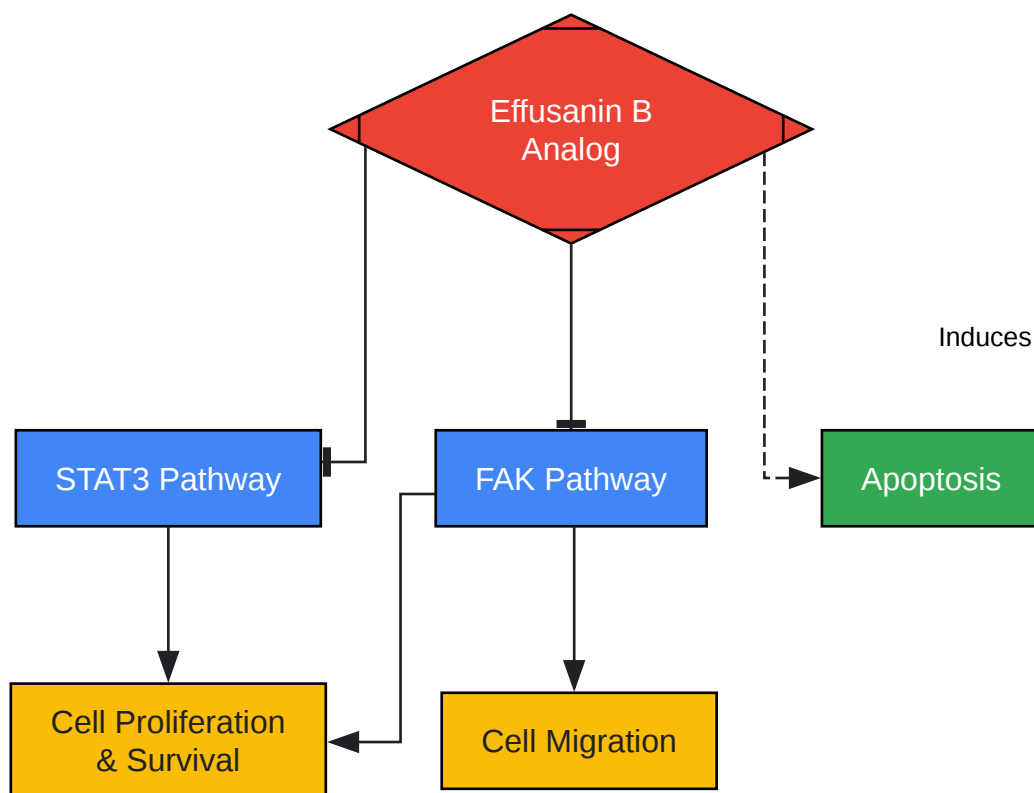 Effusanin B
Analog
Induces
STAT3 Pathway
FAK Pathway
Apoptosis
Cell Proliferation
& Survival
Cell Migration